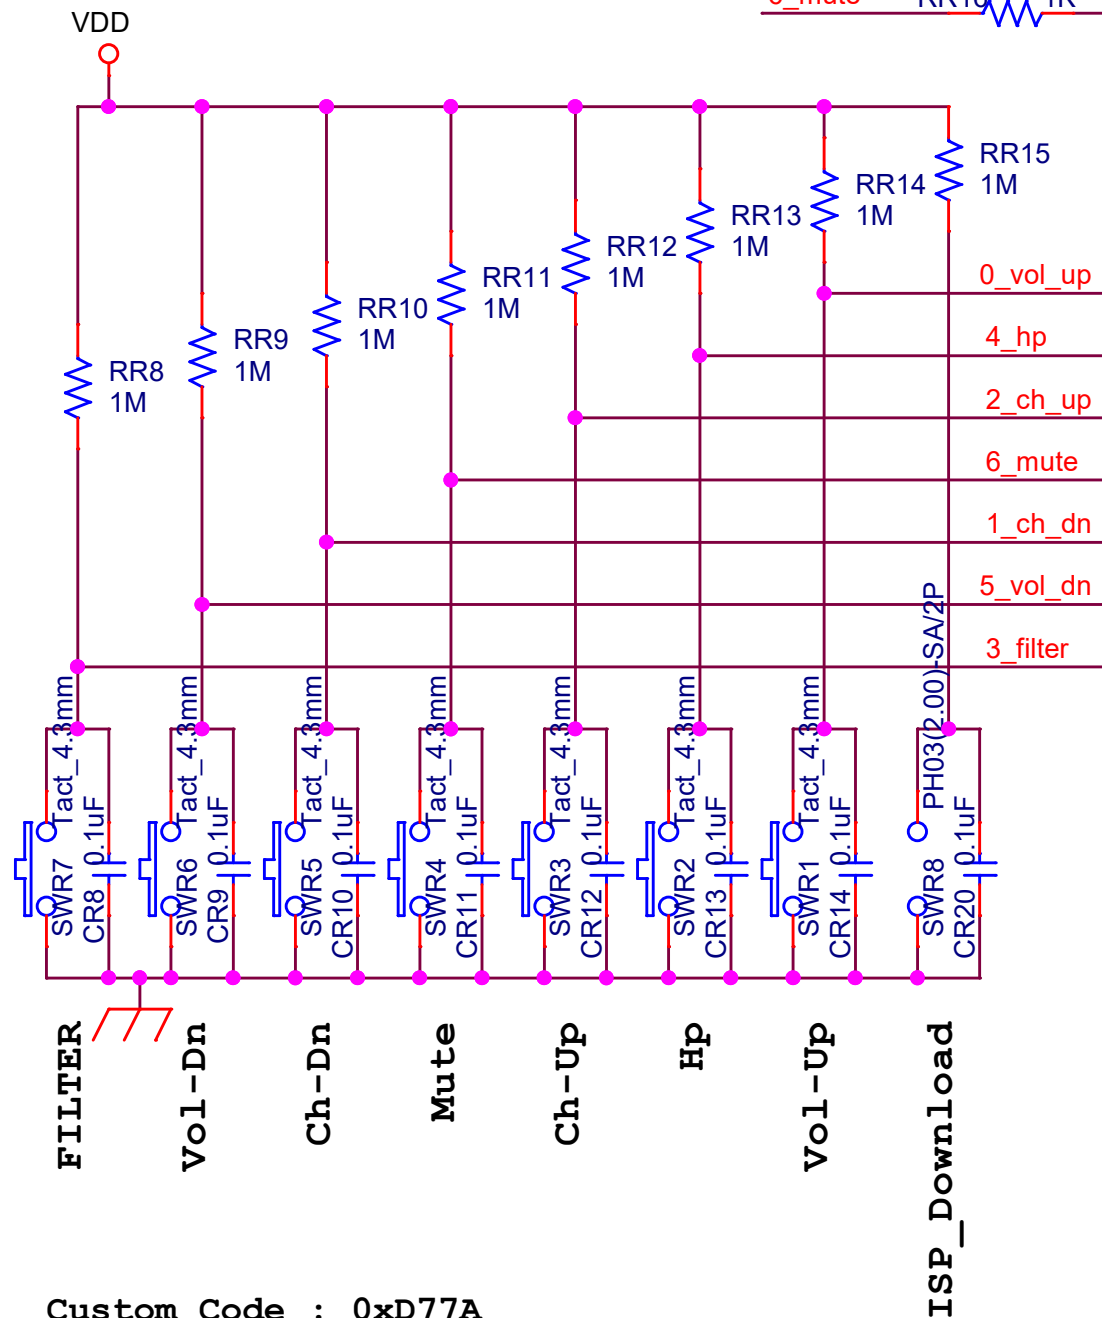 VDD
RR15
1M
RR14
1M
RR13
1M
RR12
1M
RR11
1M
RR10
1M
RR9
1M
RR8
1M
0_vol_up
4_hp
2_ch_up
6_mute
1_ch_dn
5_vol_dn
3_filter
Tact_4.3mm
SWR7
0.1uF
CR8
Tact_4.3mm
SWR6
0.1uF
CR9
Tact_4.3mm
SWR5
0.1uF
CR10
Tact_4.3mm
SWR4
0.1uF
CR11
Tact_4.3mm
SWR3
0.1uF
CR12
Tact_4.3mm
SWR2
0.1uF
CR13
Tact_4.3mm
SWR1
0.1uF
CR14
PH03(2.00)-SA/2P
SWR8
0.1uF
CR20
FILTER
Vol-Dn
Ch-Dn
Mute
Ch-Up
Hp
Vol-Up
ISP_Download
Custom Code : 0xD77A